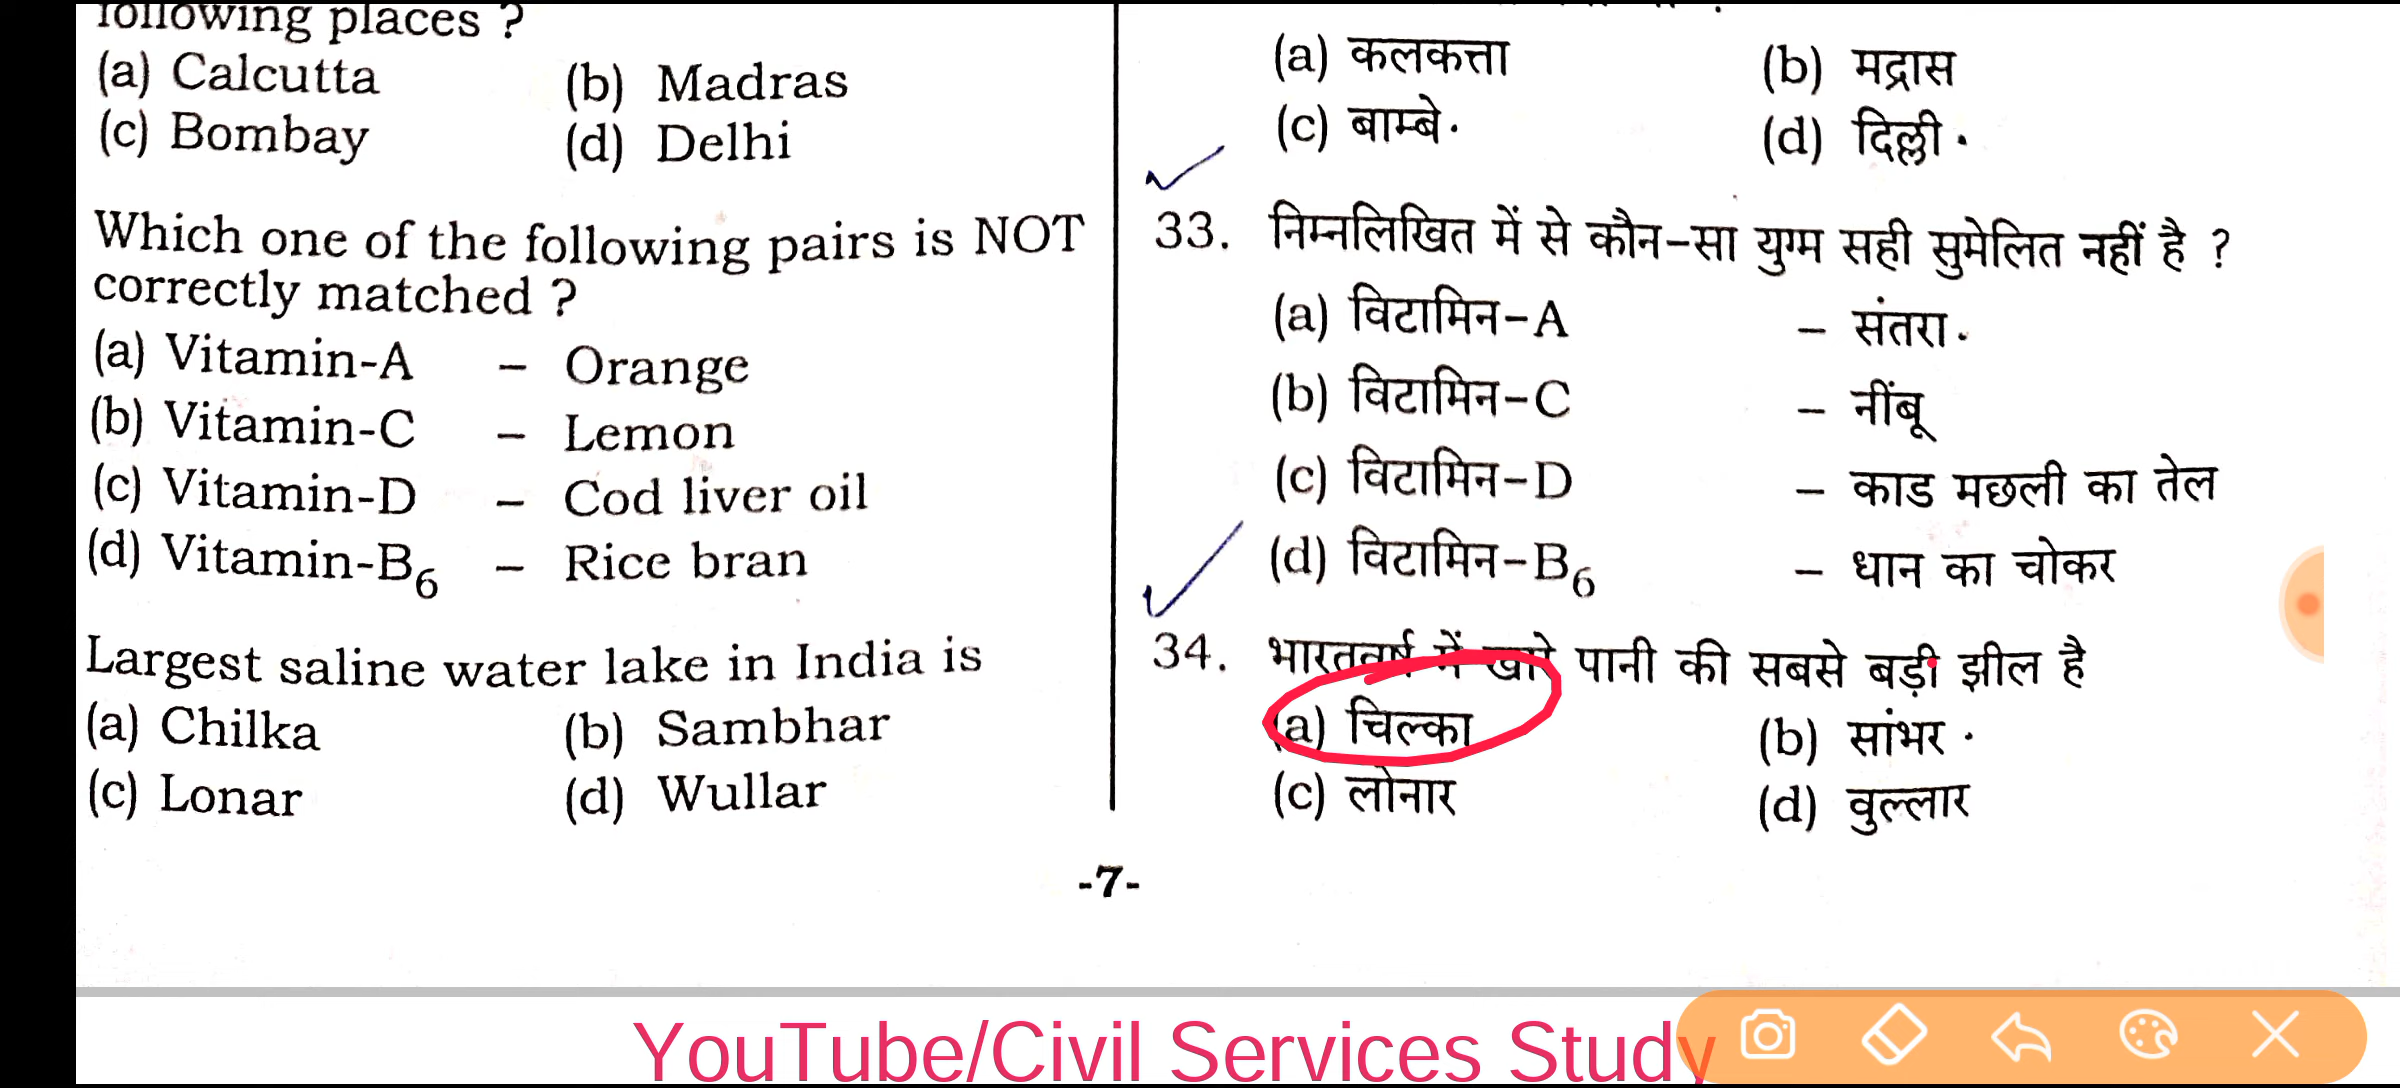 following places ?
(a) Calcutta (b) Madras
(c) Bombay (d) Delhi
Which one of the following pairs is NOT
correctly matched ?
(a) Vitamin-A – Orange
(b) Vitamin-C – Lemon
(c) Vitamin-D – Cod liver oil
(d) Vitamin-B6 – Rice bran
Largest saline water lake in India is
(a) Chilka (b) Sambhar
(c) Lonar (d) Wullar
(a) कलकत्ता (b) मद्रास
(c) बाम्बे (d) दिल्ली
33. निम्नलिखित में से कौन-सा युग्म सही सुमेलित नहीं है ?
(a) विटामिन-A – संतरा
(b) विटामिन-C – नींबू
(c) विटामिन-D – काड मछली का तेल
(d) विटामिन-B6 – धान का चोकर
34. भारतवर्ष में खारे पानी की सबसे बड़ी झील है
(a) चिल्का (b) सांभर
(c) लोनार (d) वुल्लार
-7-
YouTube/Civil Services Study